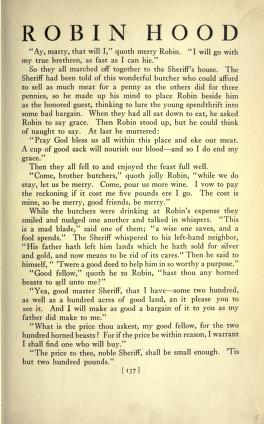 ROBIN HOOD
"Ay, marry, that will I," quoth merry Robin. "I will go with
my true brethren, as fast as I can hie."
So they all marched off together to the Sheriff's house. The
Sheriff had been told of this wonderful butcher who could afford
to sell as much meat for a penny as the others did for three
pennies, so he made up his mind to place Robin beside him
as the honored guest, thinking to lure the young spendthrift into
some bad bargain. When they had all sat down to eat, he asked
Robin to say grace. Then Robin stood up, but he could think
of naught to say. At last he muttered:
"Pray God bless us all within this place and eke our meat.
A cup of good sack will nourish our blood—and so I do end my
grace."
Then they all fell to and enjoyed the feast full well.
"Come, brother butchers," quoth jolly Robin, "while we do
stay, let us be merry. Come, pour us more wine. I vow to pay
the reckoning if it cost me five pounds ere I go. The cost is
mine, so be merry, good friends, be merry."
While the butchers were drinking at Robin's expense they
smiled and nudged one another and talked in whispers. "This
is a mad blade," said one of them; "a wise one saves, and a
fool spends." The Sheriff whispered to his left-hand neighbor,
"His father hath left him lands which he hath sold for silver
and gold, and now means to be rid of its cares." Then he said to
himself, "'Twere a good deed to help him in so worthy a purpose."
"Good fellow," quoth he to Robin, "hast thou any horned
beasts to sell unto me?"
"Yea, good master Sheriff, that I have—some two hundred,
as well as a hundred acres of good land, an it please you to
see it. And I will make as good a bargain of it to you as my
father did make to me."
"What is the price thou askest, my good fellow, for the two
hundred horned beasts? For if the price be within reason, I warrant
I shall find one who will buy."
"The price to thee, noble Sheriff, shall be small enough. 'Tis
but two hundred pounds."
[137]